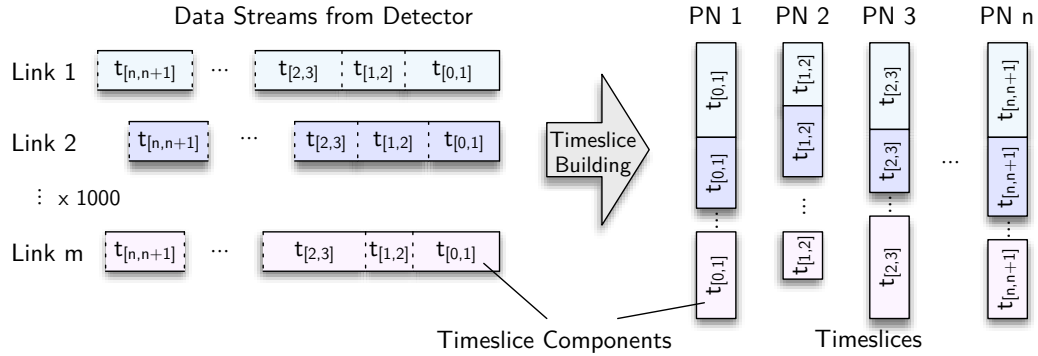 Data Streams from Detector
PN 1 PN 2 PN 3 PN n
Link 1 t[n,n+1] ... t[2,3] t[1,2] t[0,1]
Link 2 t[n,n+1] ... t[2,3] t[1,2] t[0,1]
⋮ x 1000
Link m t[n,n+1] ... t[2,3] t[1,2] t[0,1]
Timeslice
Building
t[0,1] t[1,2] t[2,3] t[n,n+1]
t[0,1] t[1,2] t[2,3] ... t[n,n+1]
⋮ ⋮ ⋮ ⋮
t[0,1] t[1,2] t[2,3] t[n,n+1]
Timeslice Components
Timeslices